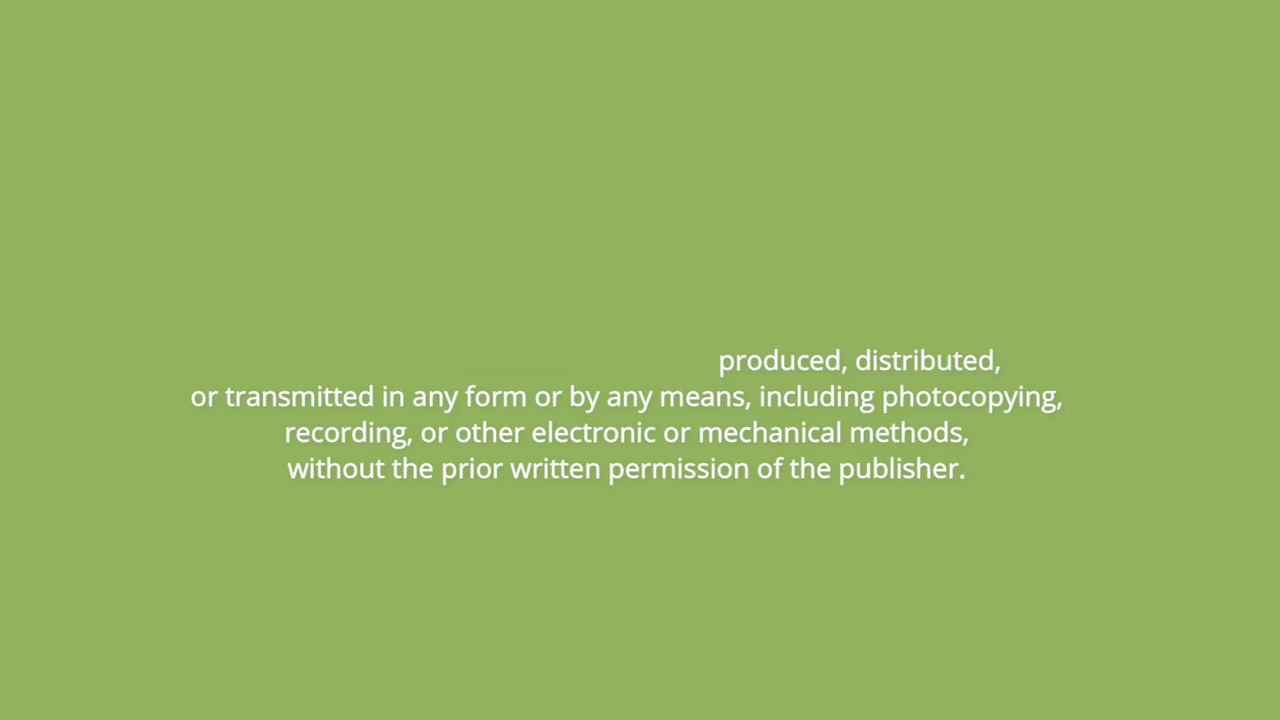 produced, distributed,
or transmitted in any form or by any means, including photocopying,
recording, or other electronic or mechanical methods,
without the prior written permission of the publisher.